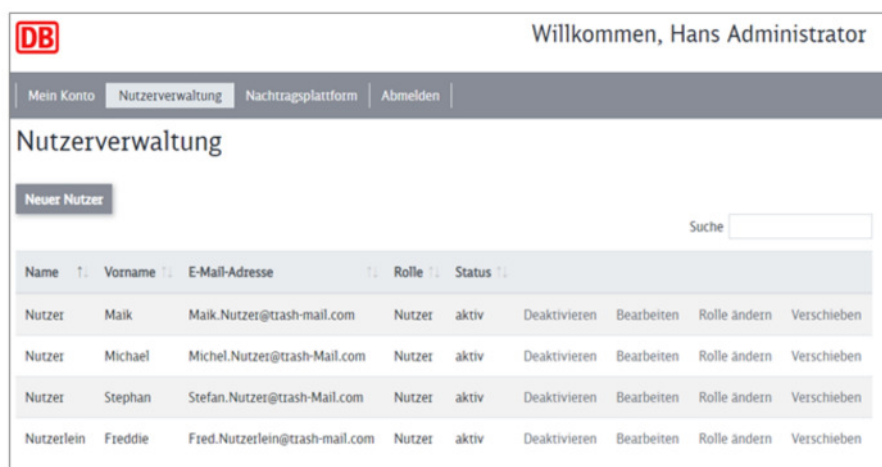 DB Willkommen, Hans Administrator
Mein Konto Nutzerverwaltung Nachtragsplattform Abmelden
Nutzerverwaltung
Neuer Nutzer
Suche
Name Vorname E-Mail-Adresse Rolle Status
Nutzer Maik Maik.Nutzer@trash-mail.com Nutzer aktiv Deaktivieren Bearbeiten Rolle ändern Verschieben
Nutzer Michael Michel.Nutzer@trash-Mail.com Nutzer aktiv Deaktivieren Bearbeiten Rolle ändern Verschieben
Nutzer Stephan Stefan.Nutzer@trash-Mail.com Nutzer aktiv Deaktivieren Bearbeiten Rolle ändern Verschieben
Nutzerlein Freddie Fred.Nutzerlein@trash-mail.com Nutzer aktiv Deaktivieren Bearbeiten Rolle ändern Verschieben